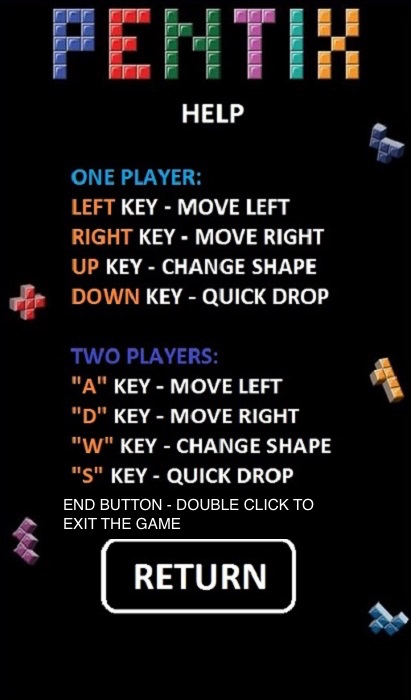 PENTIX
HELP
ONE PLAYER:
LEFT KEY - MOVE LEFT
RIGHT KEY - MOVE RIGHT
UP KEY - CHANGE SHAPE
DOWN KEY - QUICK DROP
TWO PLAYERS:
"A" KEY - MOVE LEFT
"D" KEY - MOVE RIGHT
"W" KEY - CHANGE SHAPE
"S" KEY - QUICK DROP
END BUTTON - DOUBLE CLICK TO
EXIT THE GAME
RETURN